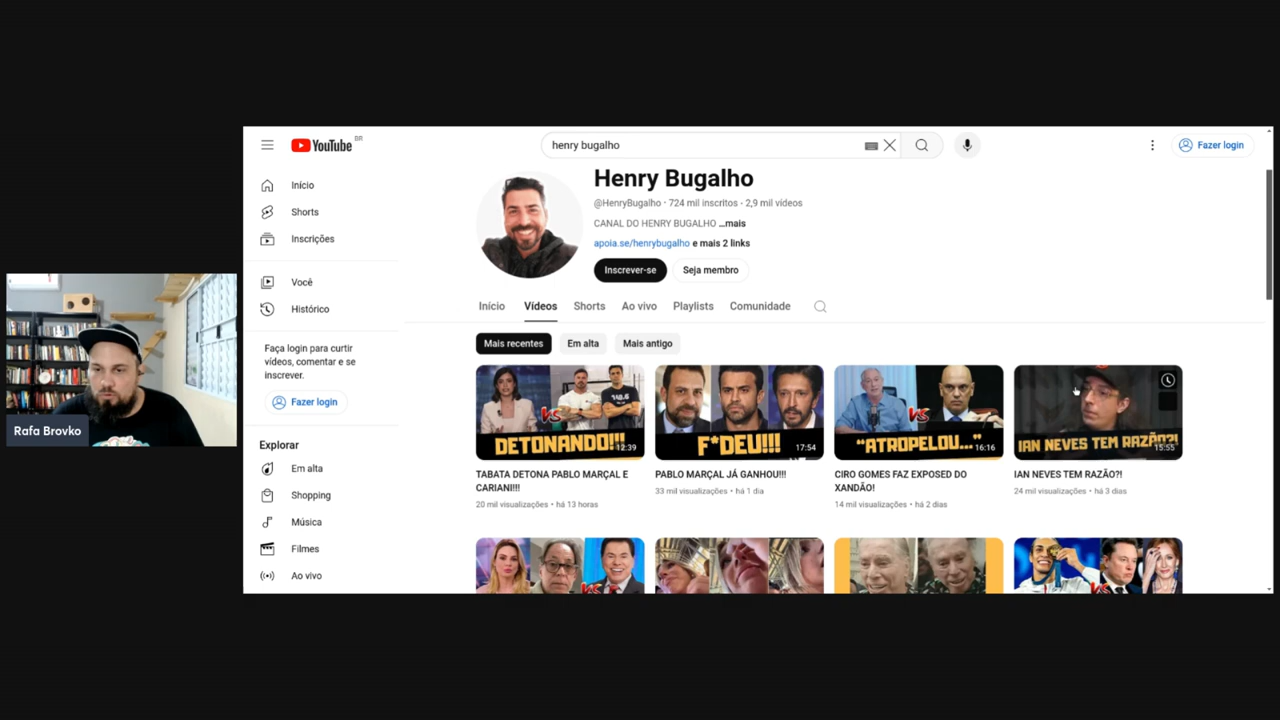 Rafa Brovko
YouTube BR
henry bugalho
Fazer login
Início
Shorts
Inscrições
Você
Histórico
Faça login para curtir
vídeos, comentar e se
inscrever.
Fazer login
Explorar
Em alta
Shopping
Música
Filmes
Ao vivo
Henry Bugalho
@HenryBugalho · 724 mil inscritos · 2,9 mil vídeos
CANAL DO HENRY BUGALHO ...mais
apoia.se/henrybugalho e mais 2 links
Inscrever-se
Seja membro
Início Vídeos Shorts Ao vivo Playlists Comunidade
Mais recentes Em alta Mais antigo
VS
DETONANDO!!!
12:39
TABATA DETONA PABLO MARÇAL E
CARIANI!!!
20 mil visualizações • há 13 horas
F*DEU!!!
17:54
PABLO MARÇAL JÁ GANHOU!!!
33 mil visualizações • há 1 dia
VS
"ATROPELOU..."
16:16
CIRO GOMES FAZ EXPOSED DO
XANDÃO!
14 mil visualizações • há 2 dias
IAN NEVES TEM RAZÃO?!
15:55
IAN NEVES TEM RAZÃO?!
24 mil visualizações • há 3 dias
VS
VS